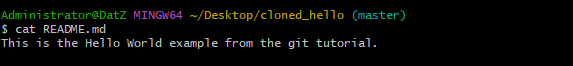 Administrator@DatZ MINGW64 ~/Desktop/cloned_hello (master)
$ cat README.md
This is the Hello World example from the git tutorial.